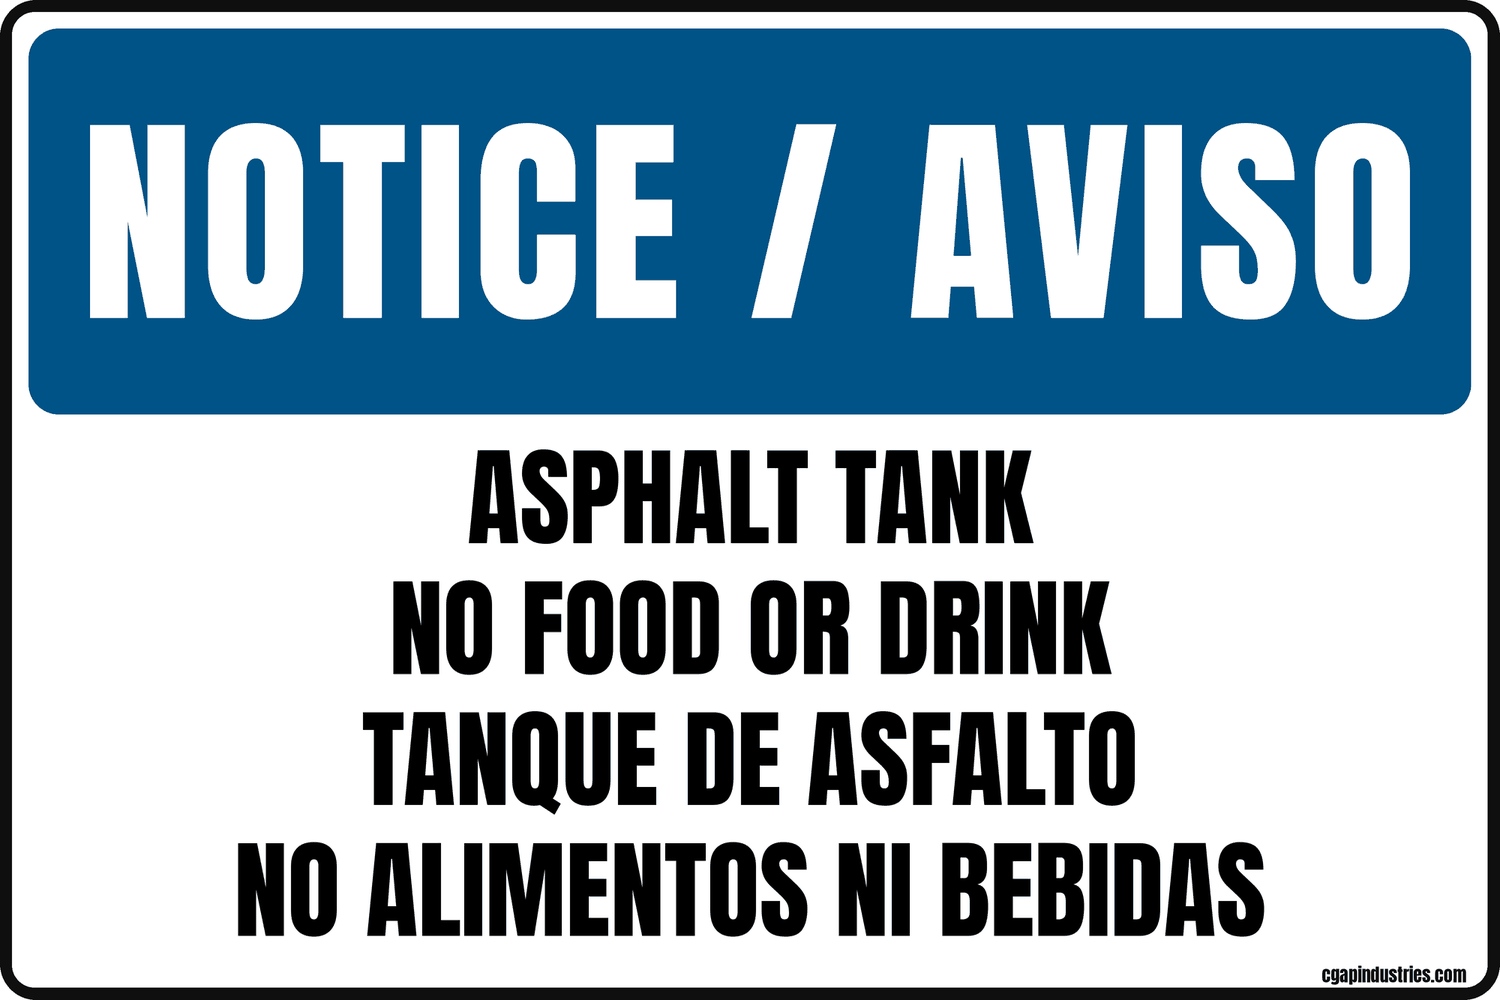 NOTICE / AVISO
ASPHALT TANK
NO FOOD OR DRINK
TANQUE DE ASFALTO
NO ALIMENTOS NI BEBIDAS
cgapindustries.com